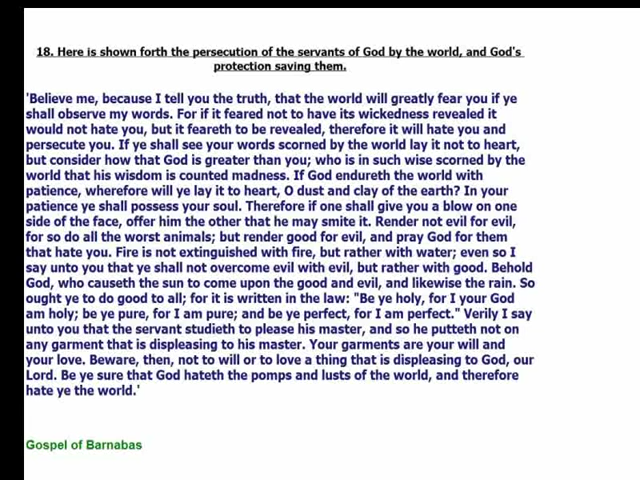 18. Here is shown forth the persecution of the servants of God by the world, and God's
protection saving them.
'Believe me, because I tell you the truth, that the world will greatly fear you if ye
shall observe my words. For if it feared not to have its wickedness revealed it
would not hate you, but it feareth to be revealed, therefore it will hate you and
persecute you. If ye shall see your words scorned by the world lay it not to heart,
but consider how that God is greater than you; who is in such wise scorned by the
world that his wisdom is counted madness. If God endureth the world with
patience, wherefore will ye lay it to heart, O dust and clay of the earth? In your
patience ye shall possess your soul. Therefore if one shall give you a blow on one
side of the face, offer him the other that he may smite it. Render not evil for evil,
for so do all the worst animals; but render good for evil, and pray God for them
that hate you. Fire is not extinguished with fire, but rather with water; even so I
say unto you that ye shall not overcome evil with evil, but rather with good. Behold
God, who causeth the sun to come upon the good and evil, and likewise the rain. So
ought ye to do good to all; for it is written in the law: "Be ye holy, for I your God
am holy; be ye pure, for I am pure; and be ye perfect, for I am perfect." Verily I say
unto you that the servant studieth to please his master, and so he putteth not on
any garment that is displeasing to his master. Your garments are your will and
your love. Beware, then, not to will or to love a thing that is displeasing to God, our
Lord. Be ye sure that God hateth the pomps and lusts of the world, and therefore
hate ye the world.'
Gospel of Barnabas